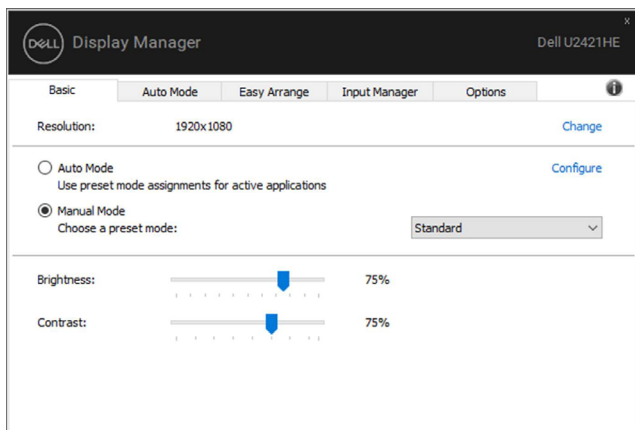 x
DELL Display Manager Dell U2421HE
Basic Auto Mode Easy Arrange Input Manager Options i
Resolution: 1920x1080 Change
Auto Mode Configure
Use preset mode assignments for active applications
Manual Mode
Choose a preset mode: Standard
Brightness: 75%
Contrast: 75%